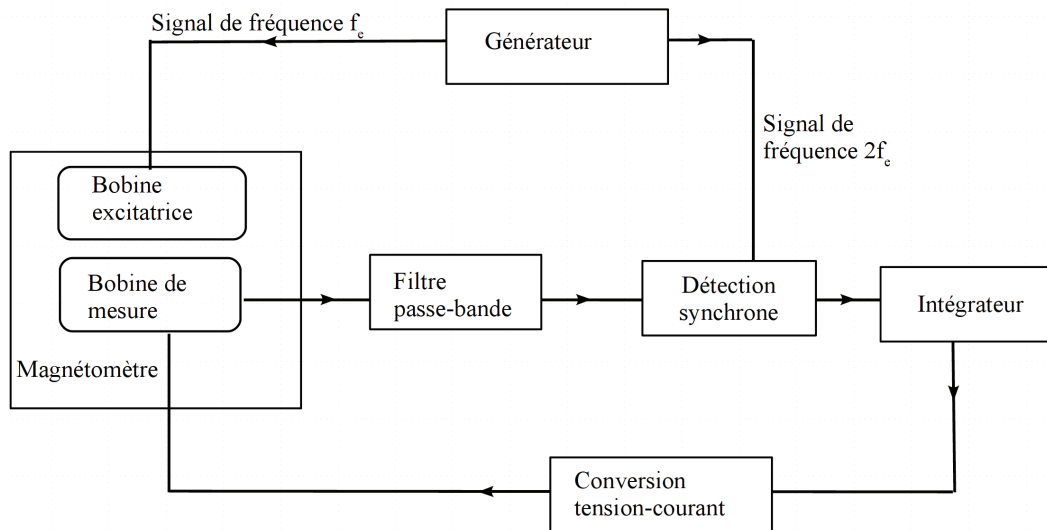 Signal de fréquence fe
Générateur
Signal de
fréquence 2fe
Bobine
excitatrice
Bobine de
mesure
Magnétomètre
Filtre
passe-bande
Détection
synchrone
Intégrateur
Conversion
tension-courant